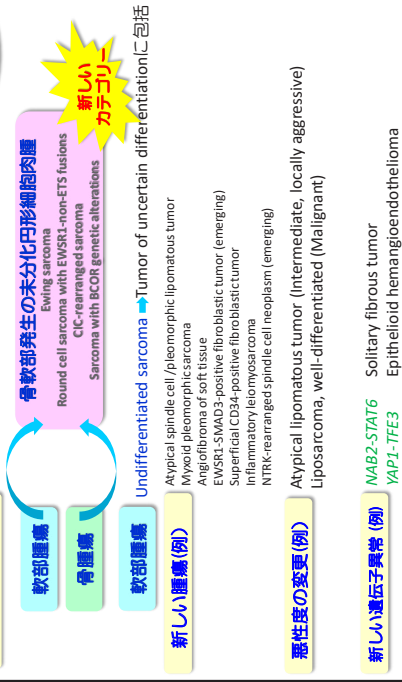 骨軟部発生の未分化円形細胞肉腫
Ewing sarcoma
Round cell sarcoma with EWSR1-non-ETS fusions
CIC-rearranged sarcoma
Sarcoma with BCOR genetic alterations
新しい
カテゴリー
軟部腫瘍
骨腫瘍
軟部腫瘍
Undifferentiated sarcoma ➡Tumor of uncertain differentiationに包括
新しい腫瘍(例)
Atypical spindle cell /pleomorphic lipomatous tumor
Myxoid pleomorphic sarcoma
Angiofibroma of soft tissue
EWSR1-SMAD3-positive fibroblastic tumor (emerging)
Superficial CD34-positive fibroblastic tumor
Inflammatory leiomyosarcoma
NTRK-rearranged spindle cell neoplasm (emerging)
悪性度の変更(例)
Atypical lipomatous tumor (Intermediate, locally aggressive)
Liposarcoma, well-differentiated (Malignant)
新しい遺伝子異常 (例)
NAB2-STAT6 Solitary fibrous tumor
YAP1-TFE3 Epithelioid hemangioendothelioma